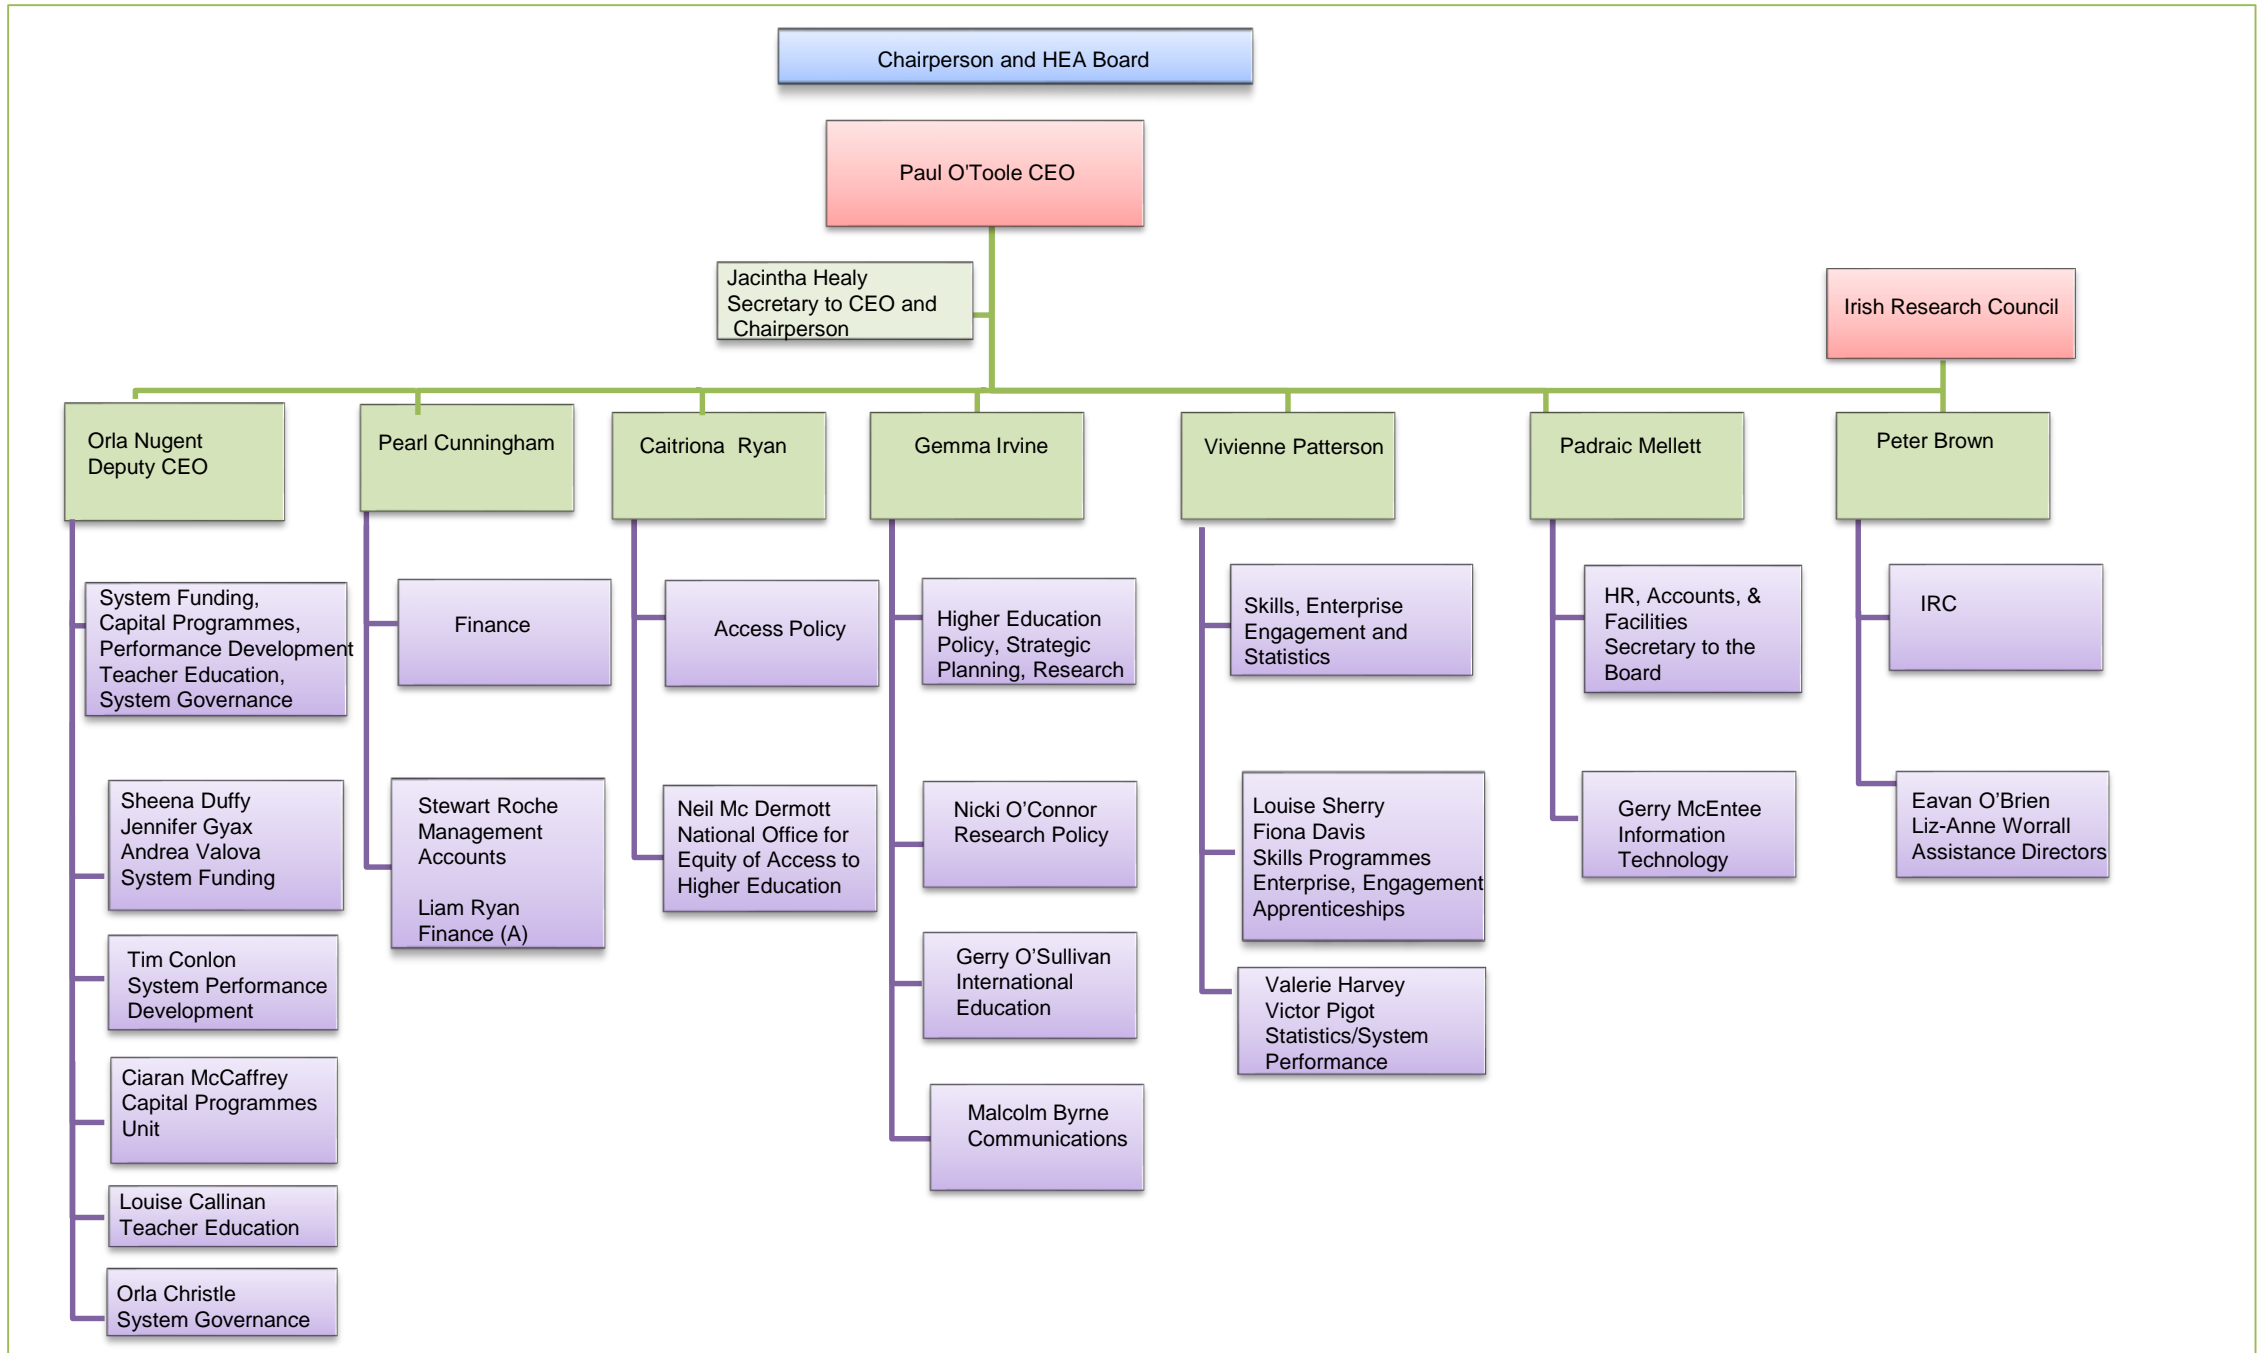 Chairperson and HEA Board
Paul O'Toole CEO
Jacintha Healy
Secretary to CEO and
Chairperson
Irish Research Council
Orla Nugent
Deputy CEO
Pearl Cunningham
Caitriona  Ryan
Gemma Irvine
Vivienne Patterson
Padraic Mellett
Peter Brown
System Funding,
Capital Programmes,
Performance Development
Teacher Education,
System Governance
Sheena Duffy
Jennifer Gyax
Andrea Valova
System Funding
Tim Conlon
System Performance
Development
Ciaran McCaffrey
Capital Programmes
Unit
Louise Callinan
Teacher Education
Orla Christle
System Governance
Finance
Stewart Roche
Management
Accounts
Liam Ryan
Finance (A)
Access Policy
Neil Mc Dermott
National Office for
Equity of Access to
Higher Education
Higher Education
Policy, Strategic
Planning, Research
Nicki O’Connor
Research Policy
Gerry O’Sullivan
International
Education
Malcolm Byrne
Communications
Skills, Enterprise
Engagement and
Statistics
Louise Sherry
Fiona Davis
Skills Programmes
Enterprise, Engagement
Apprenticeships
Valerie Harvey
Victor Pigot
Statistics/System
Performance
HR, Accounts, &
Facilities
Secretary to the
Board
Gerry McEntee
Information
Technology
IRC
Eavan O’Brien
Liz-Anne Worrall
Assistance Directors